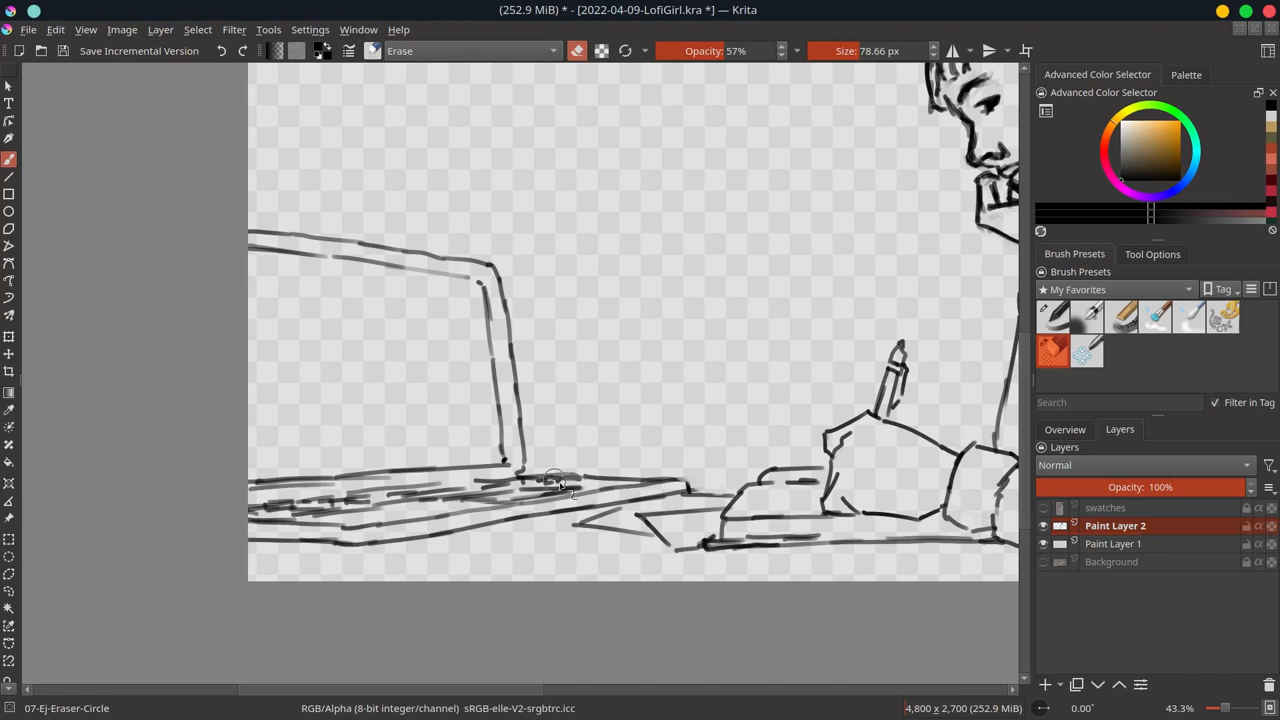 (252.9 MiB) * - [2022-04-09-LofiGirl.kra *] — Krita
File Edit View Image Layer Select Filter Tools Settings Window Help
Save Incremental Version Erase Opacity: 57% Size: 78.66 px
Advanced Color Selector Palette
Advanced Color Selector
Brush Presets Tool Options
Brush Presets
★ My Favorites Tag
Search Filter in Tag
Overview Layers
Layers
Normal
Opacity: 100%
swatches
Paint Layer 2
Paint Layer 1
Background
07-Ej-Eraser-Circle RGB/Alpha (8-bit integer/channel) sRGB-elle-V2-srgbtrc.icc 4,800 x 2,700 (252.9 MiB) 0.00° 43.3%